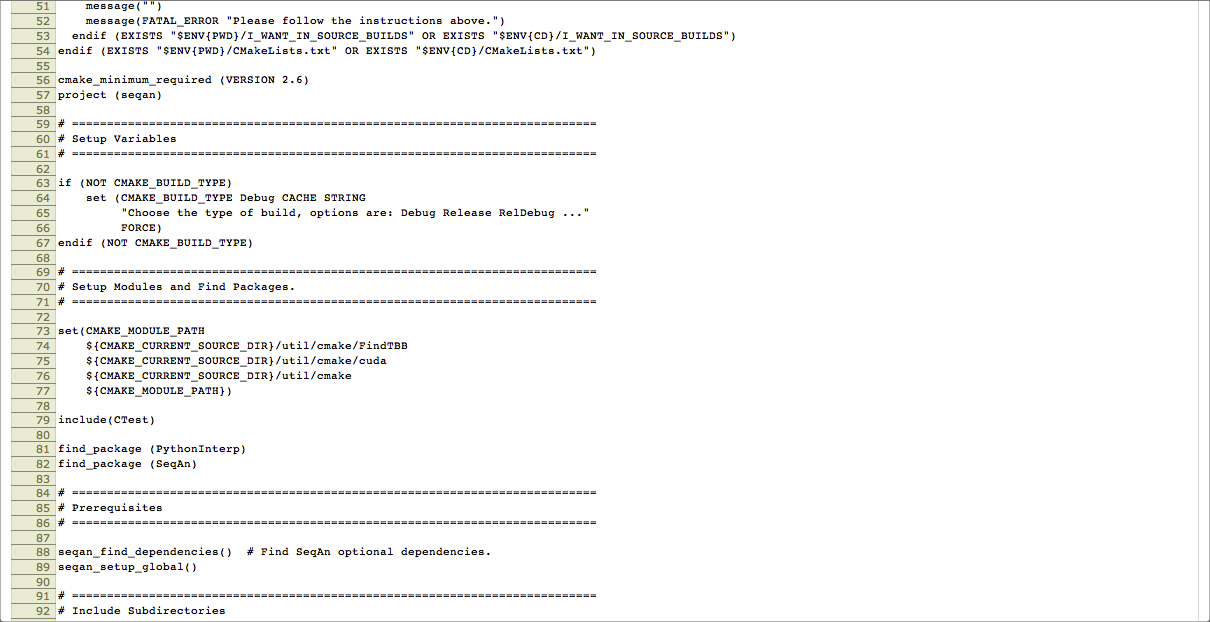 51     message("")
52     message(FATAL_ERROR "Please follow the instructions above.")
53   endif (EXISTS "$ENV{PWD}/I_WANT_IN_SOURCE_BUILDS" OR EXISTS "$ENV{CD}/I_WANT_IN_SOURCE_BUILDS")
54 endif (EXISTS "$ENV{PWD}/CMakeLists.txt" OR EXISTS "$ENV{CD}/CMakeLists.txt")
55
56 cmake_minimum_required (VERSION 2.6)
57 project (seqan)
58
59 # ===========================================================================
60 # Setup Variables
61 # ===========================================================================
62
63 if (NOT CMAKE_BUILD_TYPE)
64     set (CMAKE_BUILD_TYPE Debug CACHE STRING
65          "Choose the type of build, options are: Debug Release RelDebug ..."
66          FORCE)
67 endif (NOT CMAKE_BUILD_TYPE)
68
69 # ===========================================================================
70 # Setup Modules and Find Packages.
71 # ===========================================================================
72
73 set(CMAKE_MODULE_PATH
74     ${CMAKE_CURRENT_SOURCE_DIR}/util/cmake/FindTBB
75     ${CMAKE_CURRENT_SOURCE_DIR}/util/cmake/cuda
76     ${CMAKE_CURRENT_SOURCE_DIR}/util/cmake
77     ${CMAKE_MODULE_PATH})
78
79 include(CTest)
80
81 find_package (PythonInterp)
82 find_package (SeqAn)
83
84 # ===========================================================================
85 # Prerequisites
86 # ===========================================================================
87
88 seqan_find_dependencies()  # Find SeqAn optional dependencies.
89 seqan_setup_global()
90
91 # ===========================================================================
92 # Include Subdirectories